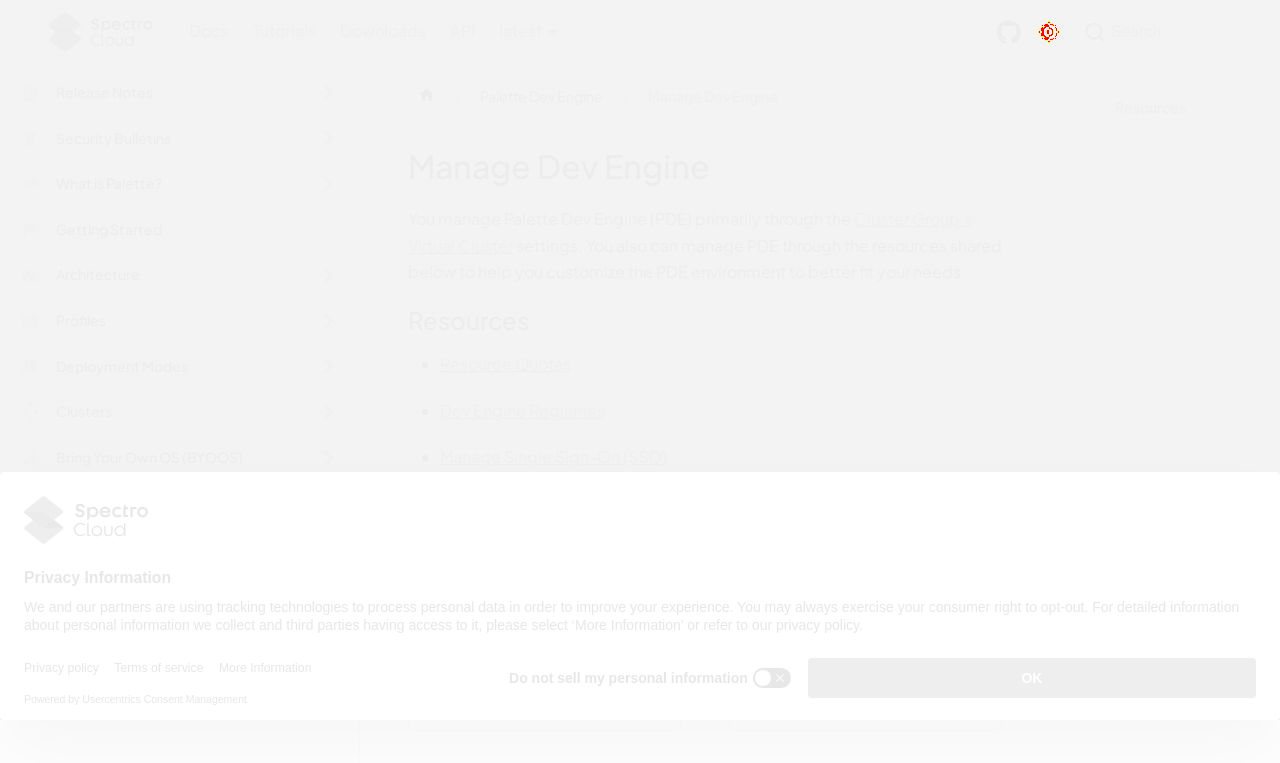 Spectro Cloud
Docs Tutorials Downloads API latest
Search
Release Notes
Security Bulletins
What is Palette?
Getting Started
Architecture
Profiles
Deployment Modes
Clusters
Bring Your Own OS (BYOOS)
Palette Dev Engine
Manage Dev Engine
Resources
Manage Dev Engine
You manage Palette Dev Engine (PDE) primarily through the Cluster Group's
Virtual Cluster settings. You also can manage PDE through the resources shared
below to help you customize the PDE environment to better fit your needs.
Resources
Resource Quotas
Dev Engine Registries
Manage Single Sign-On (SSO)
Spectro
Cloud
Privacy Information
We and our partners are using tracking technologies to process personal data in order to improve your experience. You may always exercise your consumer right to opt-out. For detailed information
about personal information we collect and third parties having access to it, please select ‘More Information’ or refer to our privacy policy.
Privacy policy Terms of service More Information
Do not sell my personal information
OK
Powered by Usercentrics Consent Management